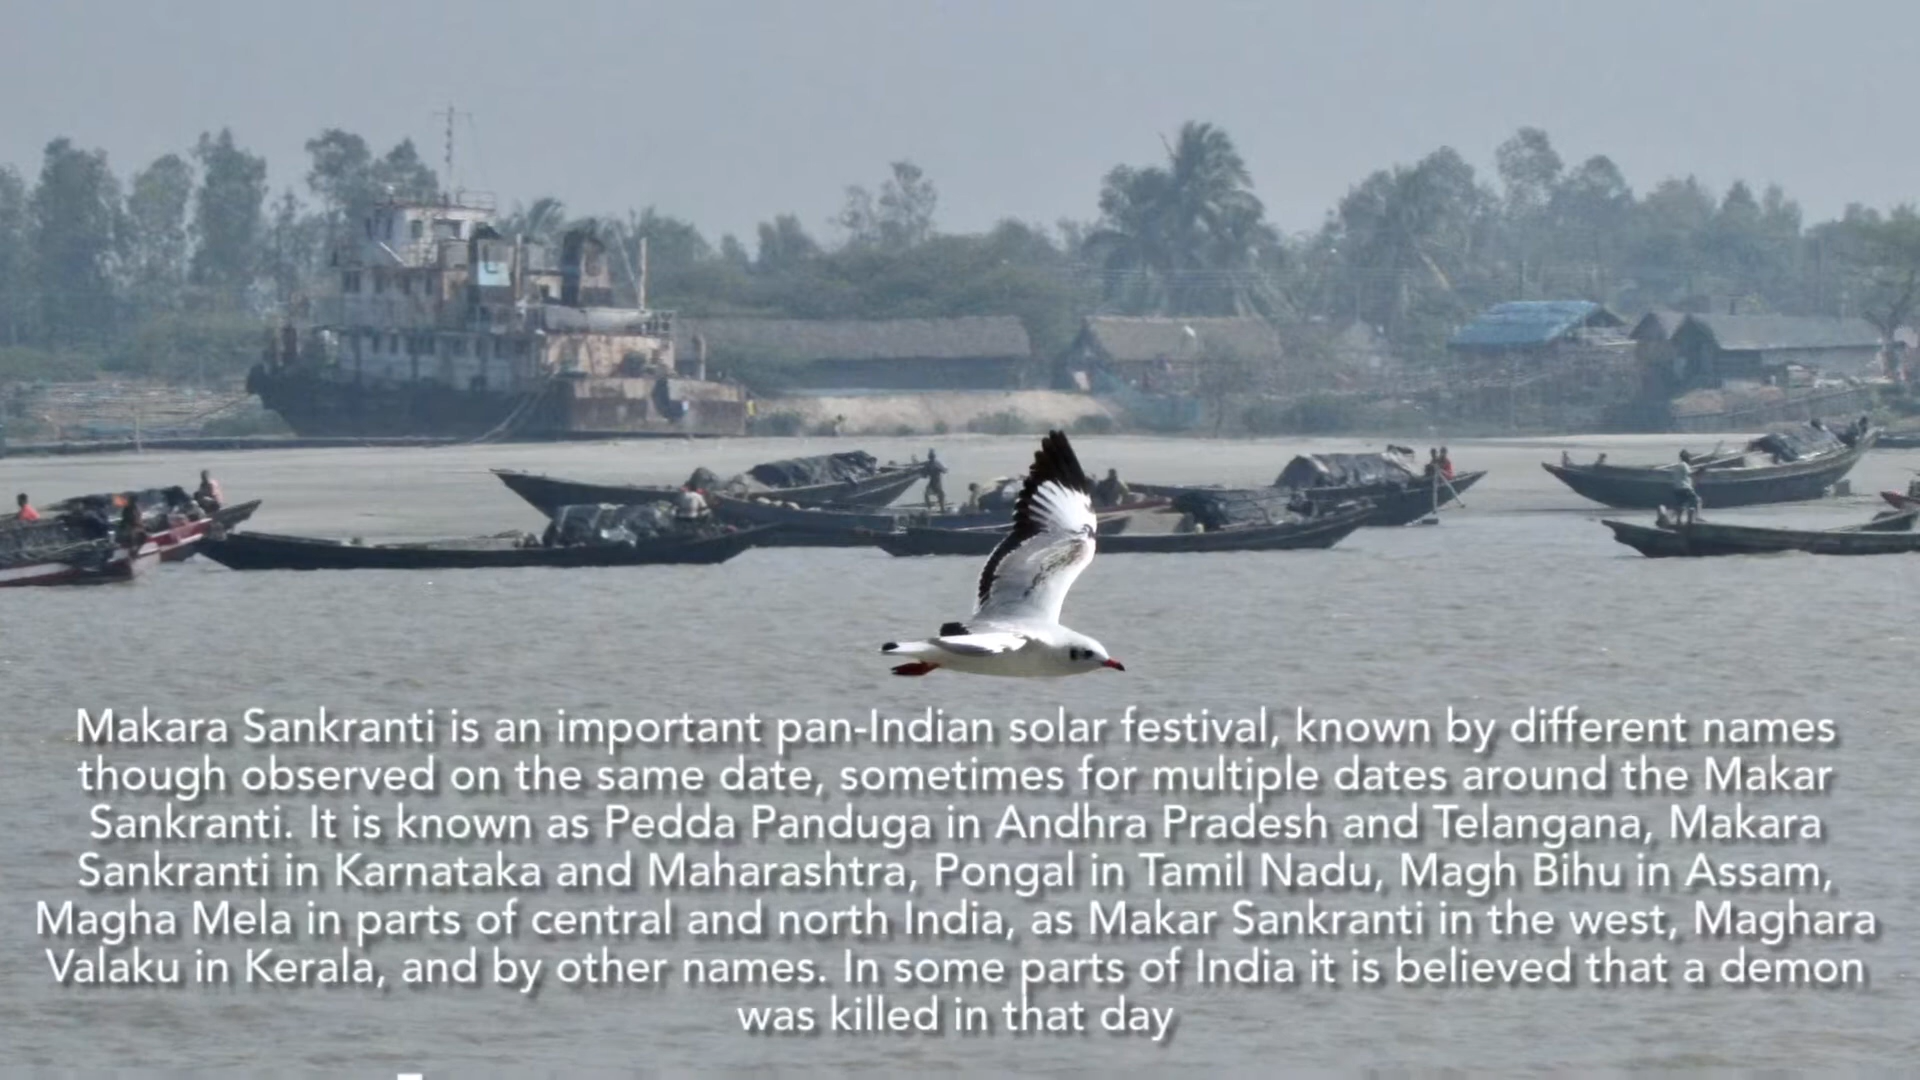 Makara Sankranti is an important pan-Indian solar festival, known by different names
though observed on the same date, sometimes for multiple dates around the Makar
Sankranti. It is known as Pedda Panduga in Andhra Pradesh and Telangana, Makara
Sankranti in Karnataka and Maharashtra, Pongal in Tamil Nadu, Magh Bihu in Assam,
Magha Mela in parts of central and north India, as Makar Sankranti in the west, Maghara
Valaku in Kerala, and by other names. In some parts of India it is believed that a demon
was killed in that day